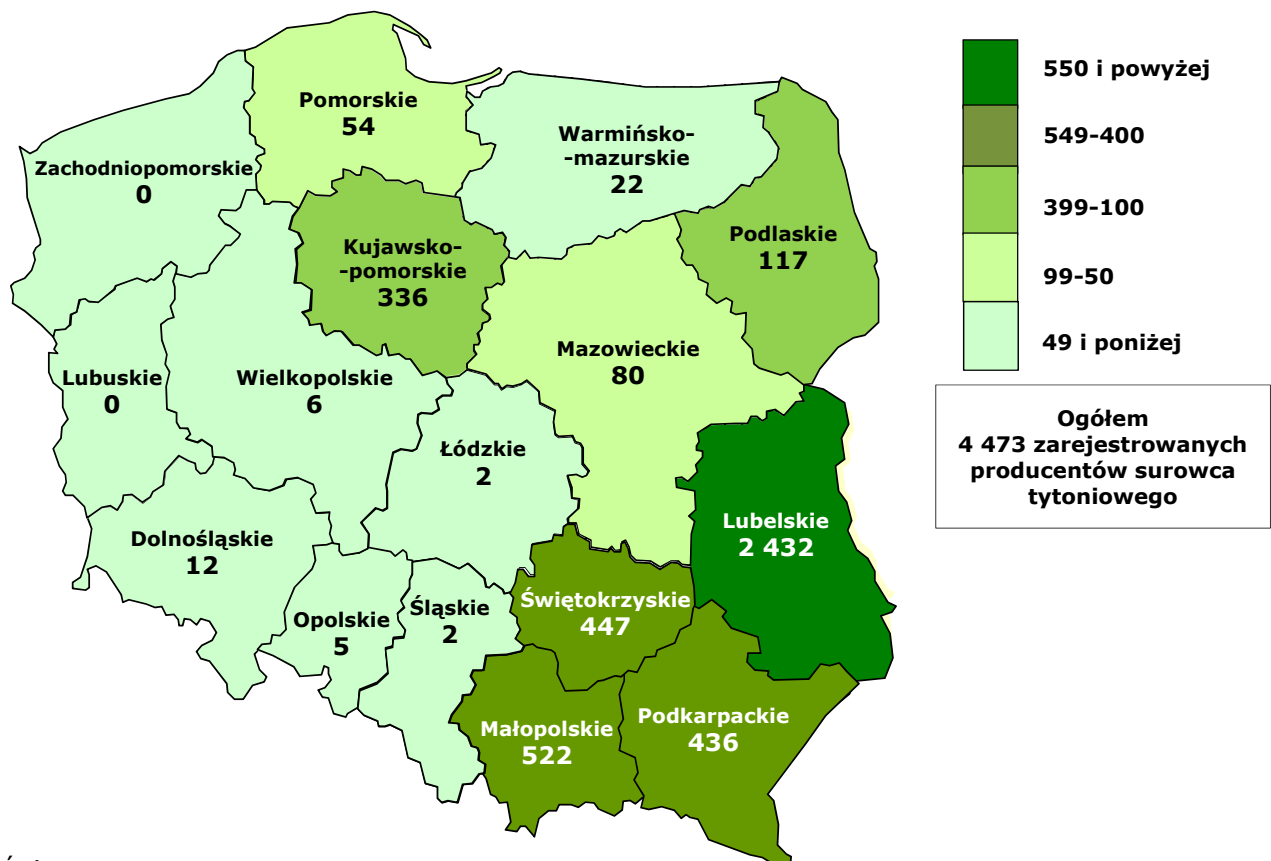 Pomorskie
54
Warmińsko-
-mazurskie
22
Zachodniopomorskie
0
Kujawsko-
-pomorskie
336
Podlaskie
117
Mazowieckie
80
Lubuskie
0
Wielkopolskie
6
Łódzkie
2
Lubelskie
2 432
Dolnośląskie
12
Opolskie
5
Śląskie
2
Świętokrzyskie
447
Małopolskie
522
Podkarpackie
436
550 i powyżej
549-400
399-100
99-50
49 i poniżej
Ogółem
4 473 zarejestrowanych
producentów surowca
tytoniowego